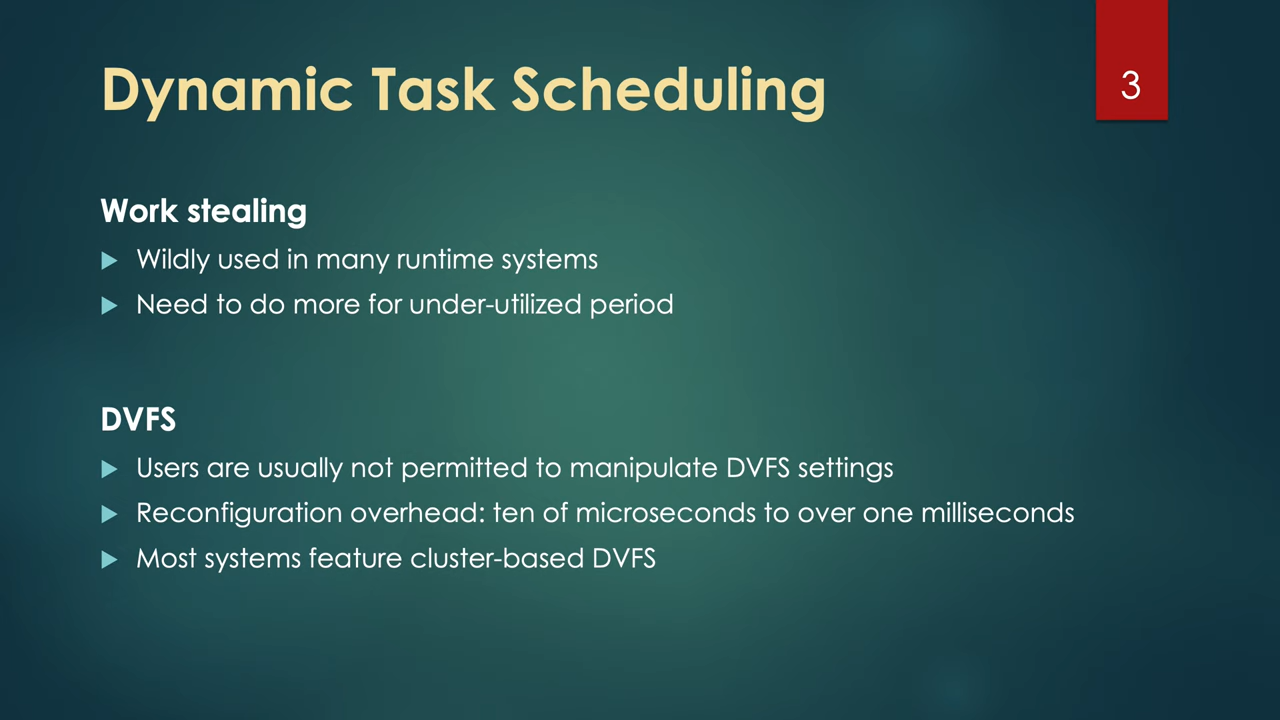 Dynamic Task Scheduling
3
Work stealing
Wildly used in many runtime systems
Need to do more for under-utilized period
DVFS
Users are usually not permitted to manipulate DVFS settings
Reconfiguration overhead: ten of microseconds to over one milliseconds
Most systems feature cluster-based DVFS